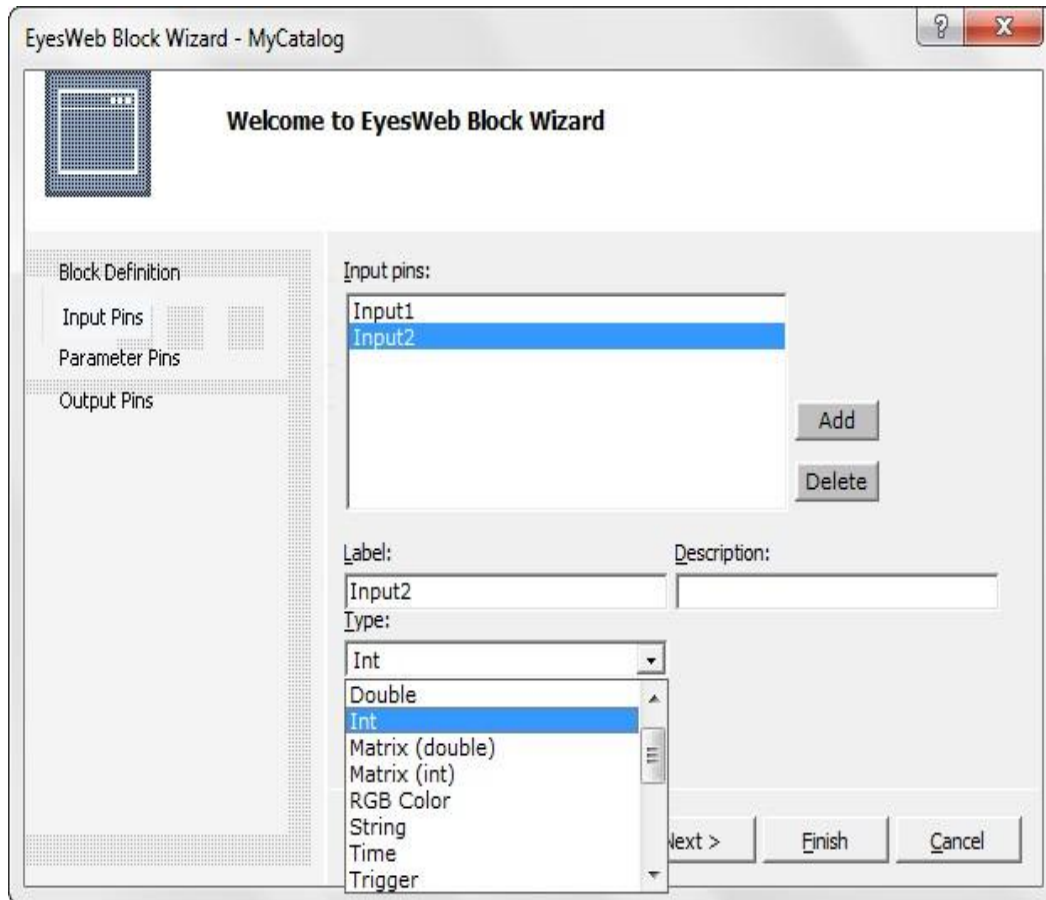 EyesWeb Block Wizard - MyCatalog
Welcome to EyesWeb Block Wizard
Block Definition
Input Pins
Parameter Pins
Output Pins
Input pins:
Input1
Input2
Add
Delete
Label:
Description:
Input2
Type:
Int
Double
Int
Matrix (double)
Matrix (int)
RGB Color
String
Time
Trigger
Next >
Finish
Cancel